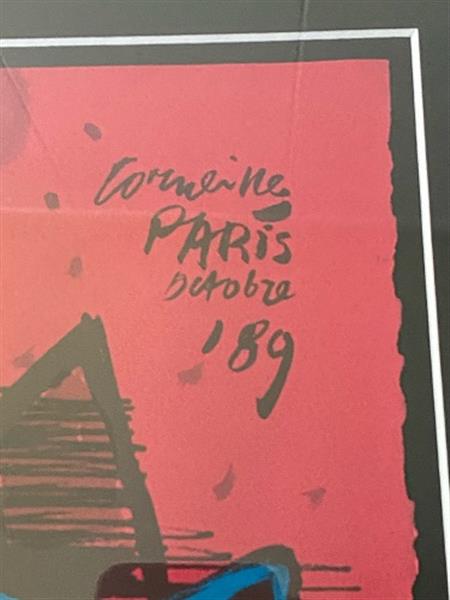 Corneille
PARIS
Octobre
'89